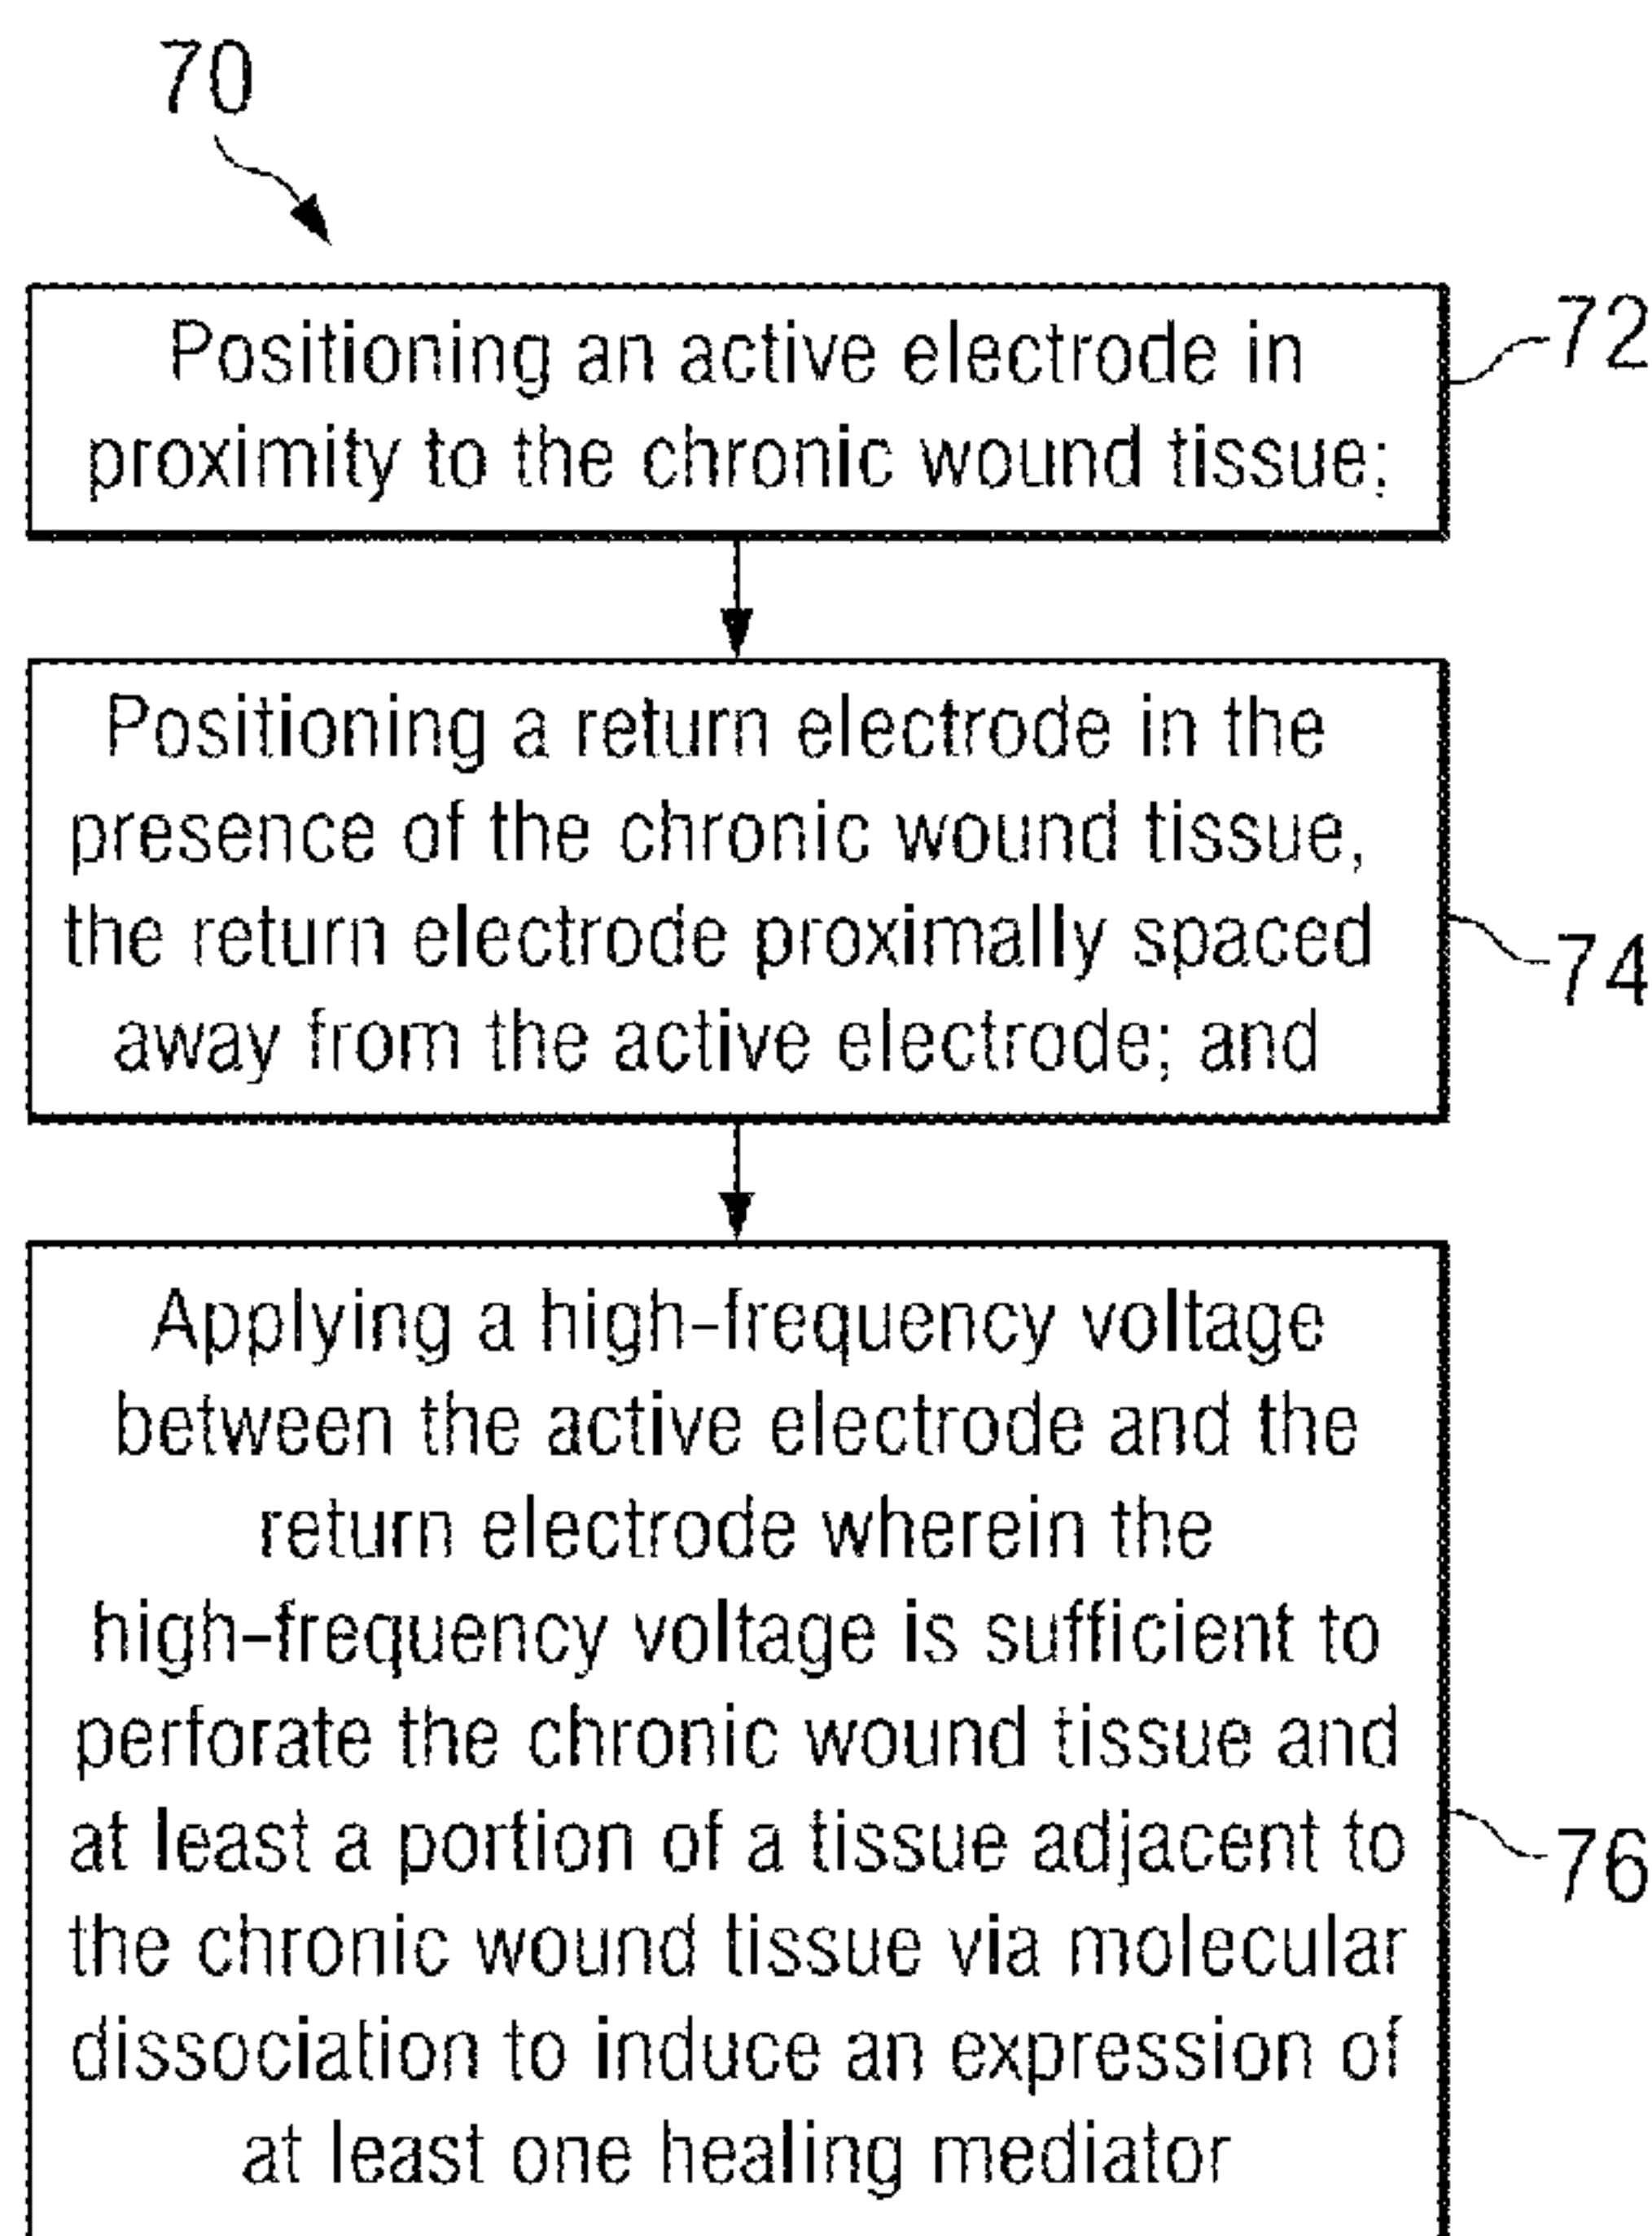 70
Positioning an active electrode in
proximity to the chronic wound tissue;
72
Positioning a return electrode in the
presence of the chronic wound tissue,
the return electrode proximally spaced
away from the active electrode; and
74
Applying a high-frequency voltage
between the active electrode and the
return electrode wherein the
high-frequency voltage is sufficient to
perforate the chronic wound tissue and
at least a portion of a tissue adjacent to
the chronic wound tissue via molecular
dissociation to induce an expression of
at least one healing mediator
76